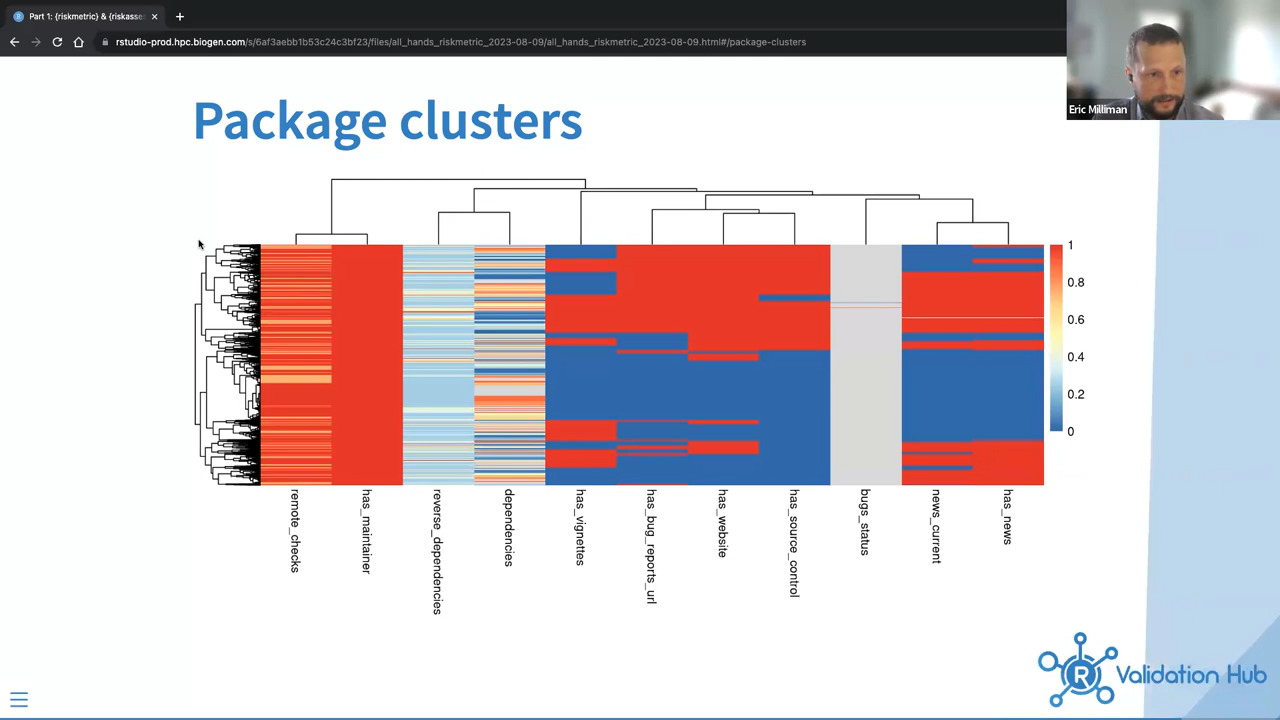 Part 1: {riskmetric} & {riskasses
rstudio-prod.hpc.biogen.com/s/6af3aebb1b53c24c3bf23/files/all_hands_riskmetric_2023-08-09/all_hands_riskmetric_2023-08-09.html#/package-clusters
Eric Milliman
Package clusters
1
0.8
0.6
0.4
0.2
0
remote_checks
has_maintainer
reverse_dependencies
dependencies
has_vignettes
has_bug_reports_url
has_website
has_source_control
bugs_status
news_current
has_news
R Validation Hub